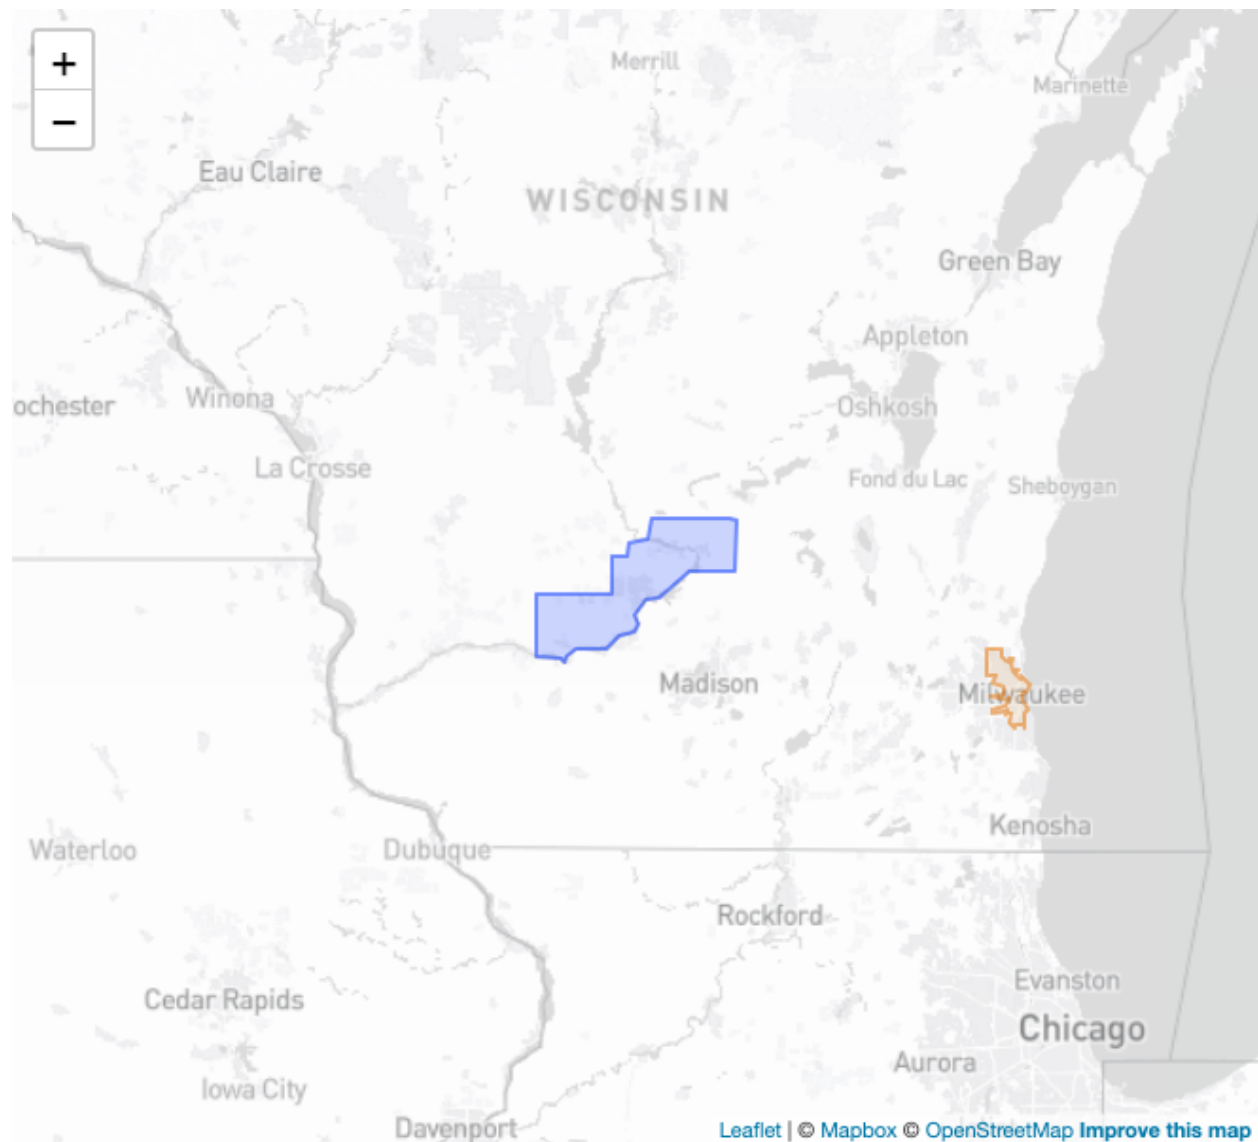 +
−
Merrill
Marinette
Eau Claire
WISCONSIN
Green Bay
Appleton
ochester
Winona
Oshkosh
La Crosse
Fond du Lac
Sheboygan
Madison
Milwaukee
Kenosha
Waterloo
Dubuque
Rockford
Evanston
Cedar Rapids
Chicago
Aurora
Iowa City
Davenport
Leaflet | © Mapbox © OpenStreetMap Improve this map